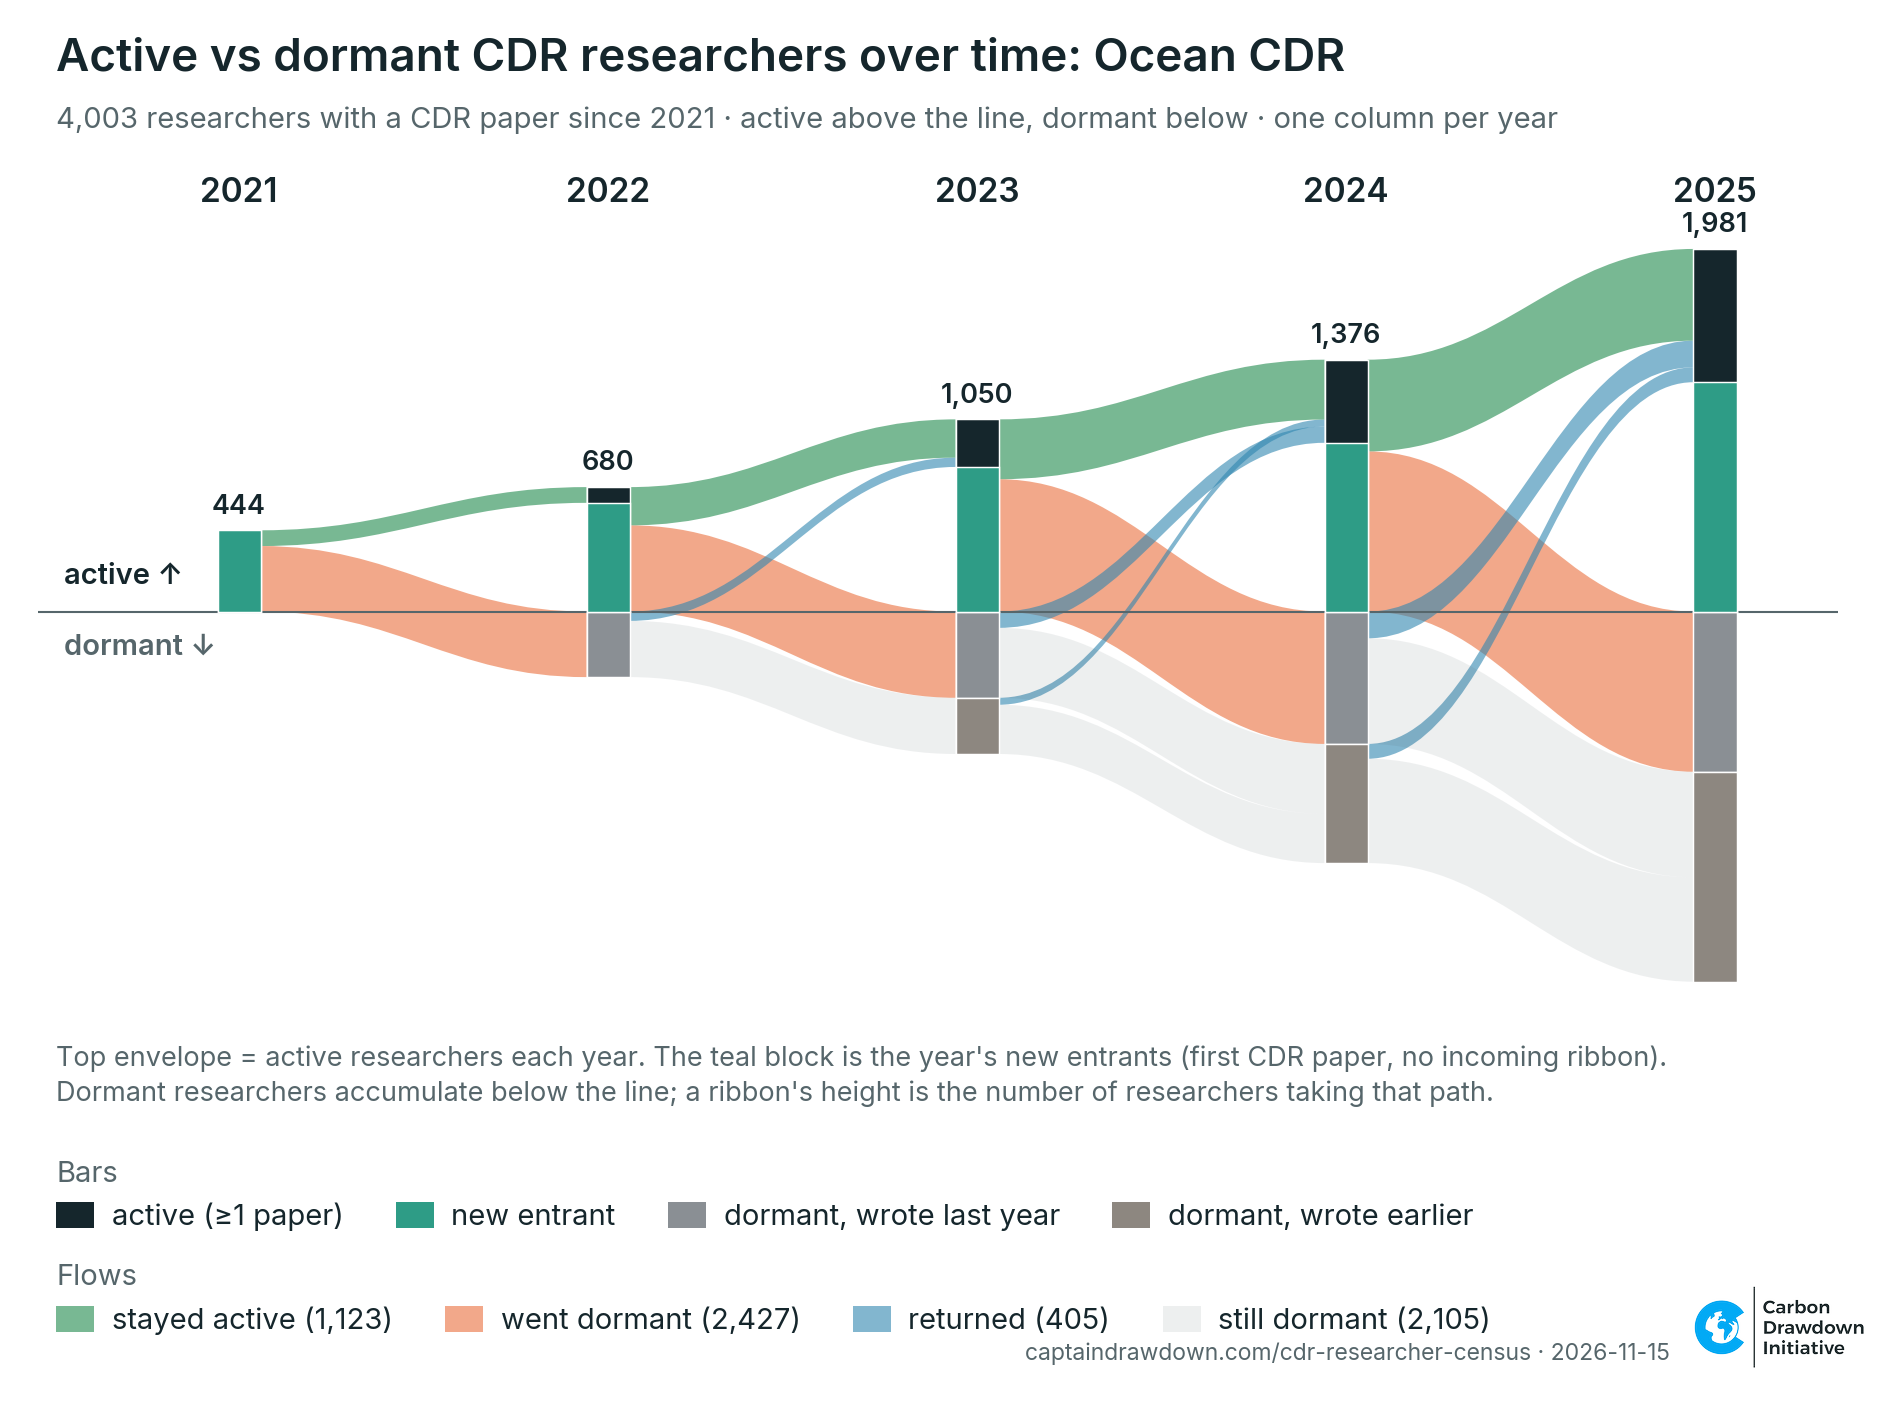 Active vs dormant CDR researchers over time: Ocean CDR
4,003 researchers with a CDR paper since 2021 · active above the line, dormant below · one column per year
2021 2022 2023 2024 2025
1,981
1,376
1,050
680
444
active ↑
dormant ↓
Top envelope = active researchers each year. The teal block is the year's new entrants (first CDR paper, no incoming ribbon).
Dormant researchers accumulate below the line; a ribbon's height is the number of researchers taking that path.
Bars
active (≥1 paper) new entrant dormant, wrote last year dormant, wrote earlier
Flows
stayed active (1,123) went dormant (2,427) returned (405) still dormant (2,105)
captaindrawdown.com/cdr-researcher-census · 2026-11-15
Carbon
Drawdown
Initiative